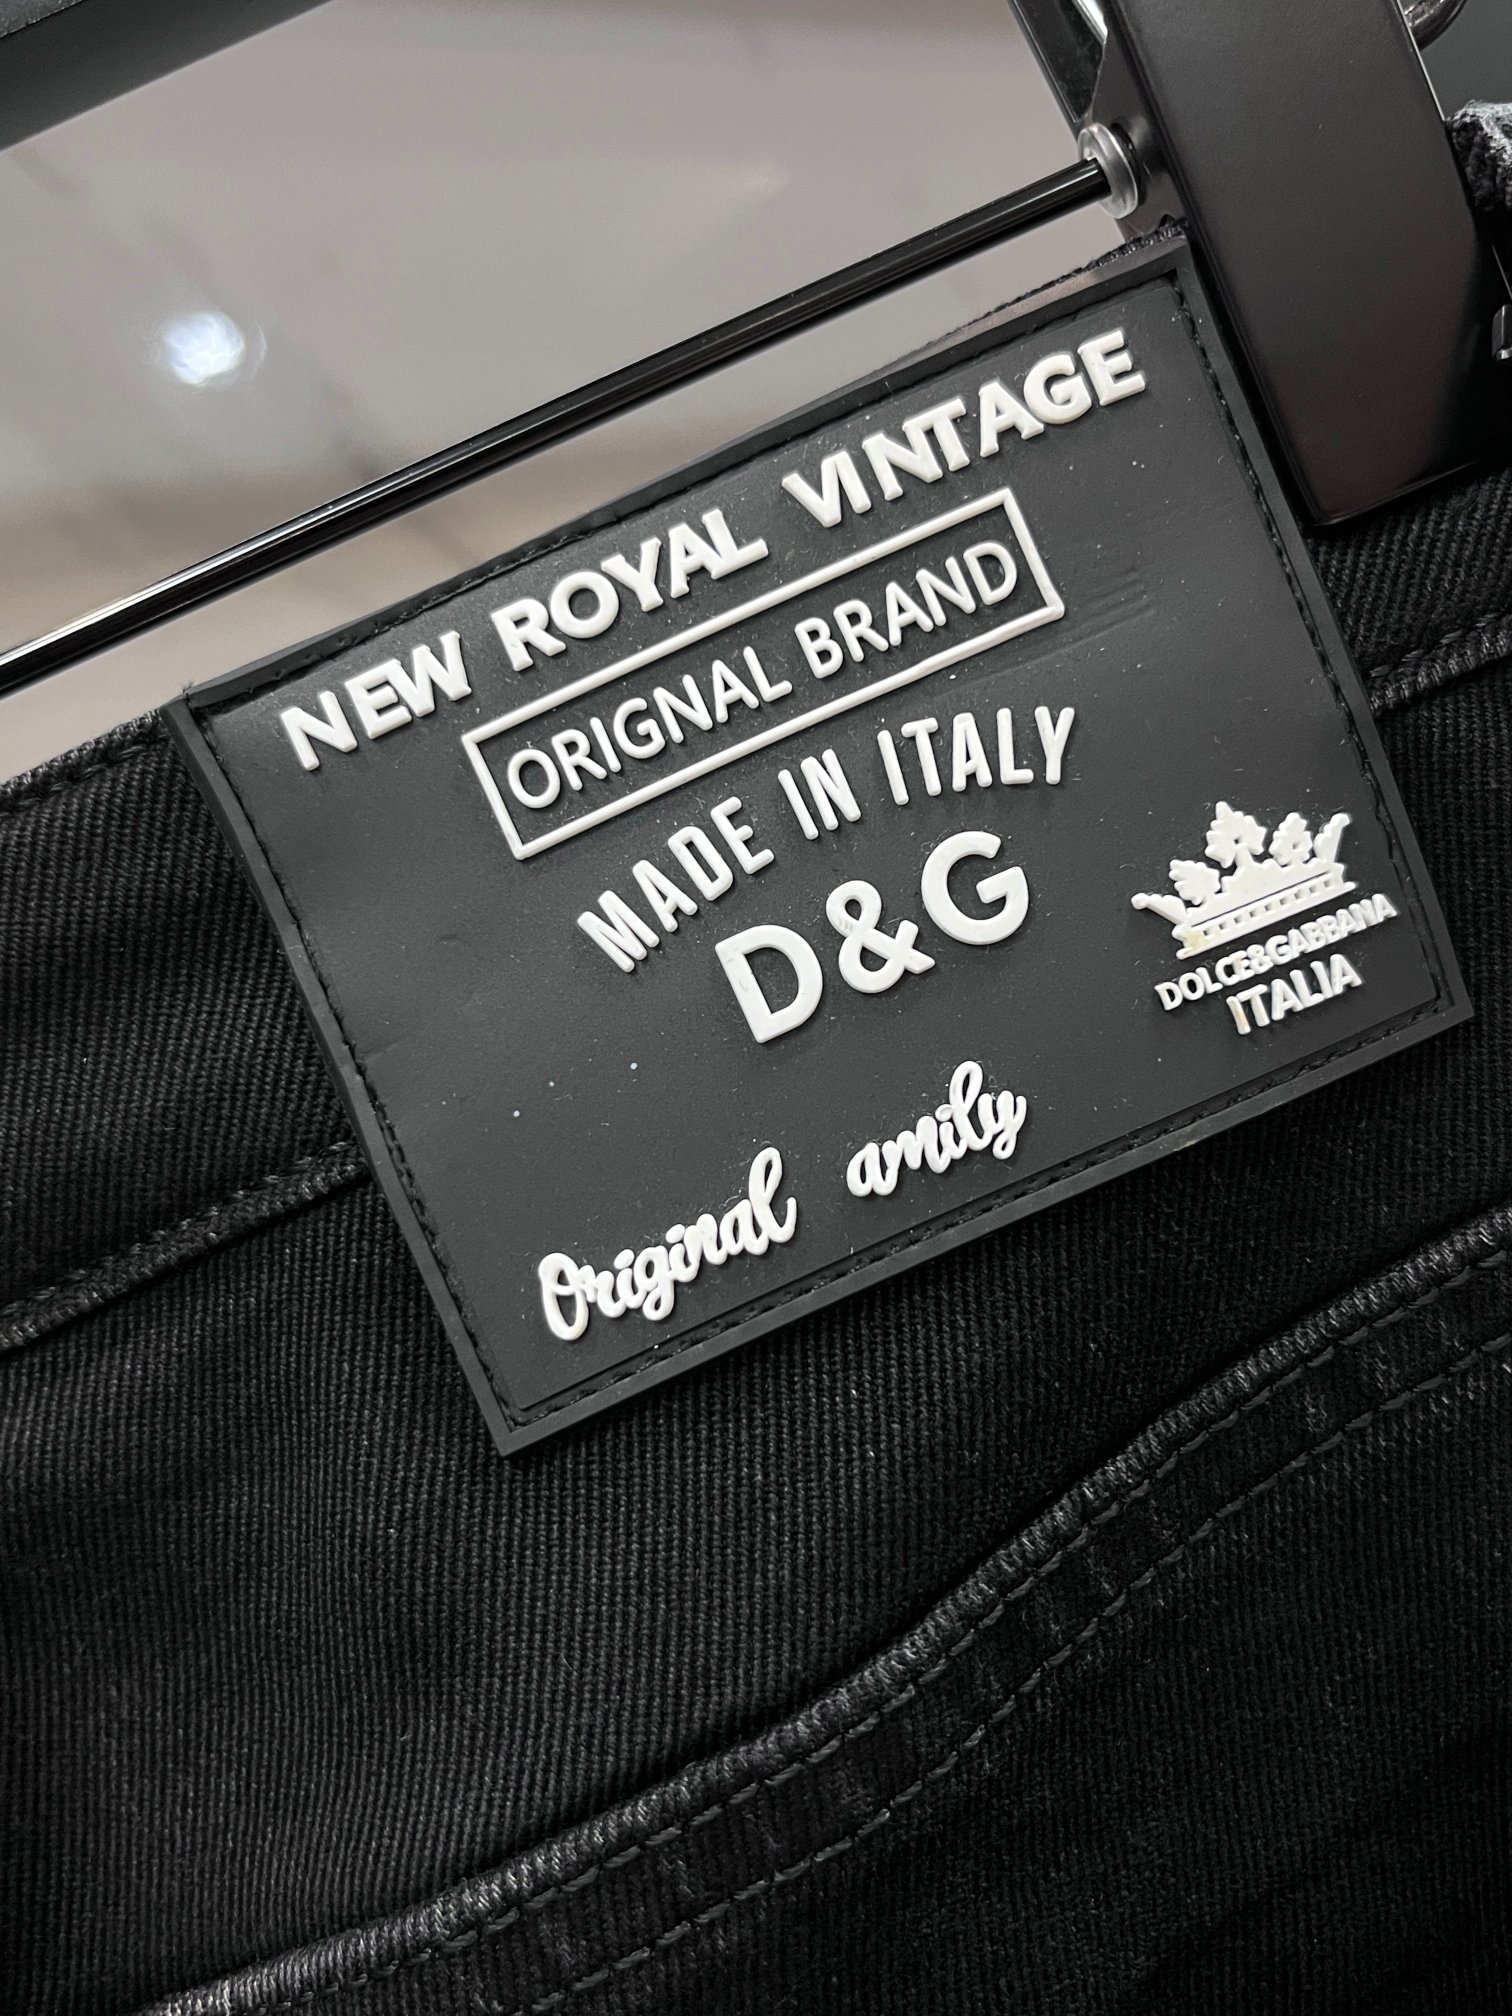 NEW ROYAL VINTAGE
ORIGNAL BRAND
MADE IN ITALY
D&G
DOLCE&GABBANA
ITALIA
Original amily